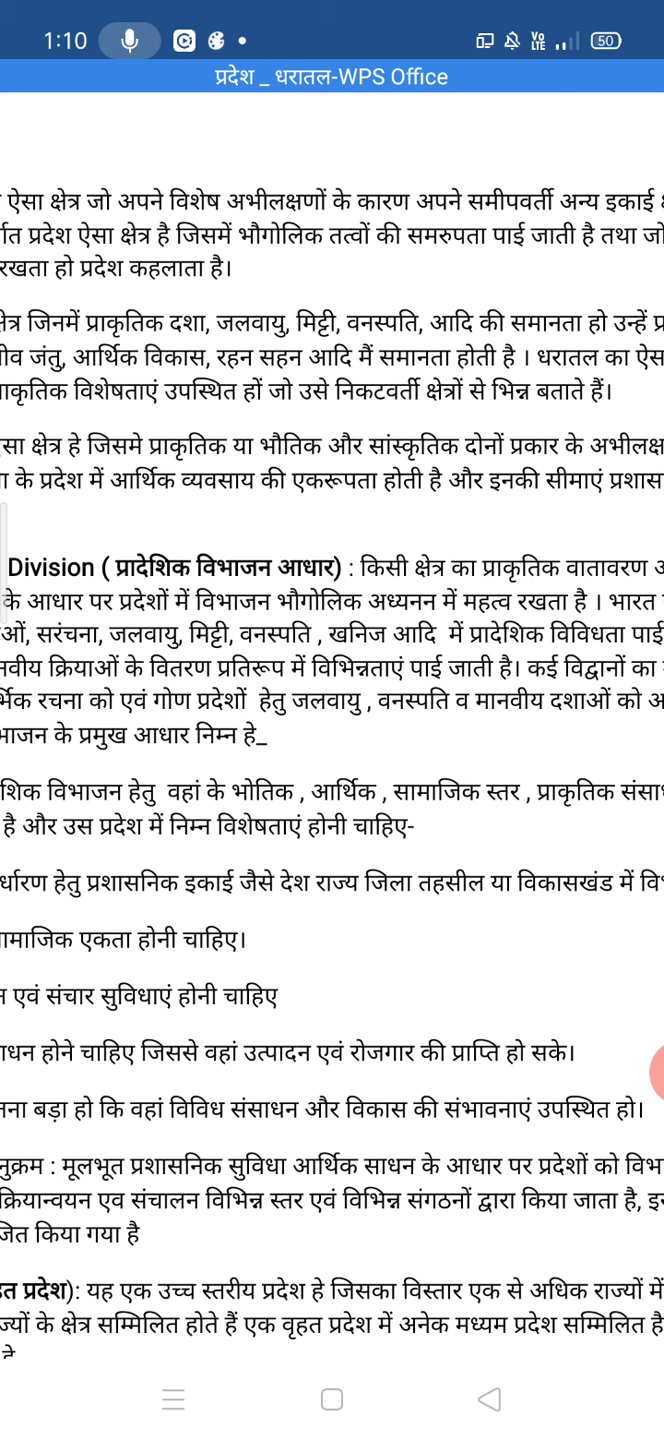 1:10
Vo LTE
50
प्रदेश _ धरातल-WPS Office
ऐसा क्षेत्र जो अपने विशेष अभीलक्षणों के कारण अपने समीपवर्ती अन्य इकाई
प्रदेश ऐसा क्षेत्र है जिसमें भौगोलिक तत्वों की समरुपता पाई जाती है तथा जो
रखता हो प्रदेश कहलाता है।
जिनमें प्राकृतिक दशा, जलवायु, मिट्टी, वनस्पति, आदि की समानता हो उन्हें
जंतु, आर्थिक विकास, रहन सहन आदि मैं समानता होती है । धरातल का ऐस
विशेषताएं उपस्थित हों जो उसे निकटवर्ती क्षेत्रों से भिन्न बताते हैं।
क्षेत्र हे जिसमे प्राकृतिक या भौतिक और सांस्कृतिक दोनों प्रकार के अभीलक्ष
के प्रदेश में आर्थिक व्यवसाय की एकरूपता होती है और इनकी सीमाएं प्रशास
Division ( प्रादेशिक विभाजन आधार) : किसी क्षेत्र का प्राकृतिक वातावरण
के आधार पर प्रदेशों में विभाजन भौगोलिक अध्यनन में महत्व रखता है । भारत
ओं, सरंचना, जलवायु, मिट्टी, वनस्पति , खनिज आदि में प्रादेशिक विविधता पाई
नवीय क्रियाओं के वितरण प्रतिरूप में विभिन्नताएं पाई जाती है। कई विद्वानों का
र्भिक रचना को एवं गोण प्रदेशों हेतु जलवायु , वनस्पति व मानवीय दशाओं को
भाजन के प्रमुख आधार निम्न हे_
शिक विभाजन हेतु वहां के भोतिक , आर्थिक , सामाजिक स्तर , प्राकृतिक संसा
है और उस प्रदेश में निम्न विशेषताएं होनी चाहिए-
र्धारण हेतु प्रशासनिक इकाई जैसे देश राज्य जिला तहसील या विकासखंड में
ामाजिक एकता होनी चाहिए।
एवं संचार सुविधाएं होनी चाहिए
ाधन होने चाहिए जिससे वहां उत्पादन एवं रोजगार की प्राप्ति हो सके।
तना बड़ा हो कि वहां विविध संसाधन और विकास की संभावनाएं उपस्थित हो।
नुक्रम : मूलभूत प्रशासनिक सुविधा आर्थिक साधन के आधार पर प्रदेशों को विभा
क्रियान्वयन एव संचालन विभिन्न स्तर एवं विभिन्न संगठनों द्वारा किया जाता है,
जित किया गया है
प्रदेश): यह एक उच्च स्तरीय प्रदेश हे जिसका विस्तार एक से अधिक राज्यों में
ज्यों के क्षेत्र सम्मिलित होते हैं एक वृहत प्रदेश में अनेक मध्यम प्रदेश सम्मिलित